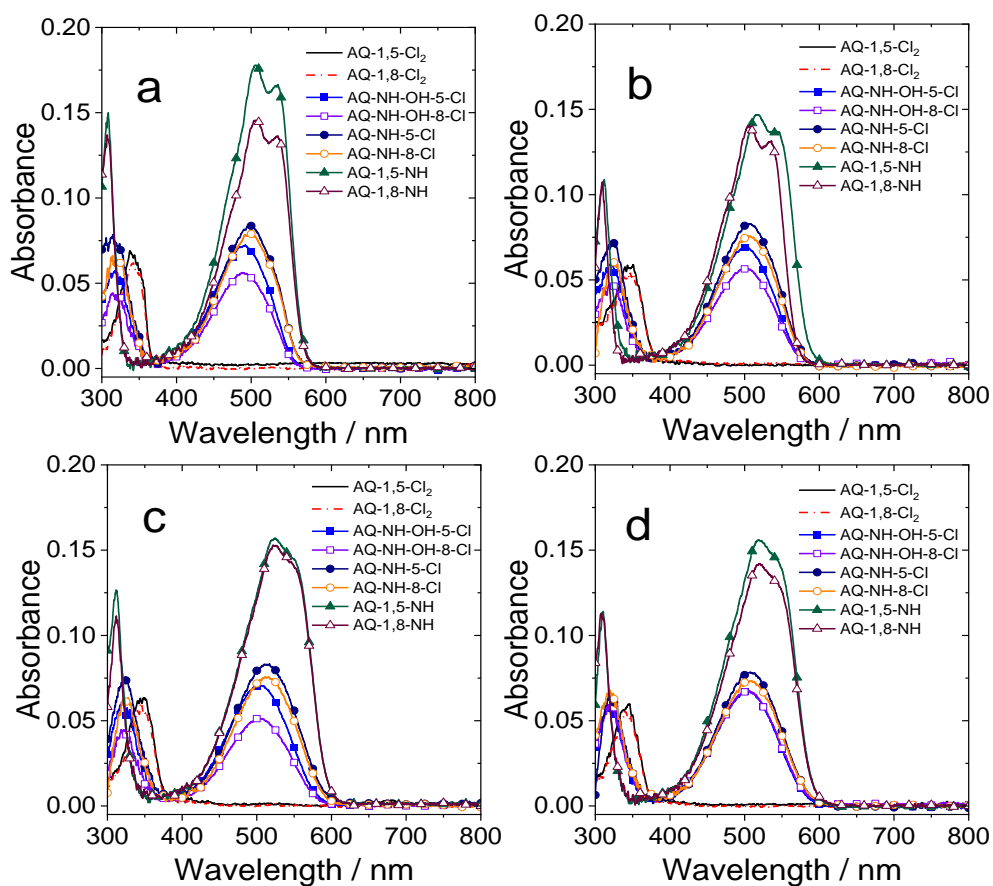 0.20
0.15
0.10
0.05
0.00
Absorbance
a
AQ-1,5-Cl₂
AQ-1,8-Cl₂
AQ-NH-OH-5-Cl
AQ-NH-OH-8-Cl
AQ-NH-5-Cl
AQ-NH-8-Cl
AQ-1,5-NH
AQ-1,8-NH
300 400 500 600 700 800
Wavelength / nm
0.20
0.15
0.10
0.05
0.00
Absorbance
b
AQ-1,5-Cl₂
AQ-1,8-Cl₂
AQ-NH-OH-5-Cl
AQ-NH-OH-8-Cl
AQ-NH-5-Cl
AQ-NH-8-Cl
AQ-1,5-NH
AQ-1,8-NH
300 400 500 600 700 800
Wavelength / nm
0.20
0.15
0.10
0.05
0.00
Absorbance
c
AQ-1,5-Cl₂
AQ-1,8-Cl₂
AQ-NH-OH-5-Cl
AQ-NH-OH-8-Cl
AQ-NH-5-Cl
AQ-NH-8-Cl
AQ-1,5-NH
AQ-1,8-NH
300 400 500 600 700 800
Wavelength / nm
0.20
0.15
0.10
0.05
0.00
Absorbance
d
AQ-1,5-Cl₂
AQ-1,8-Cl₂
AQ-NH-OH-5-Cl
AQ-NH-OH-8-Cl
AQ-NH-5-Cl
AQ-NH-8-Cl
AQ-1,5-NH
AQ-1,8-NH
300 400 500 600 700 800
Wavelength / nm